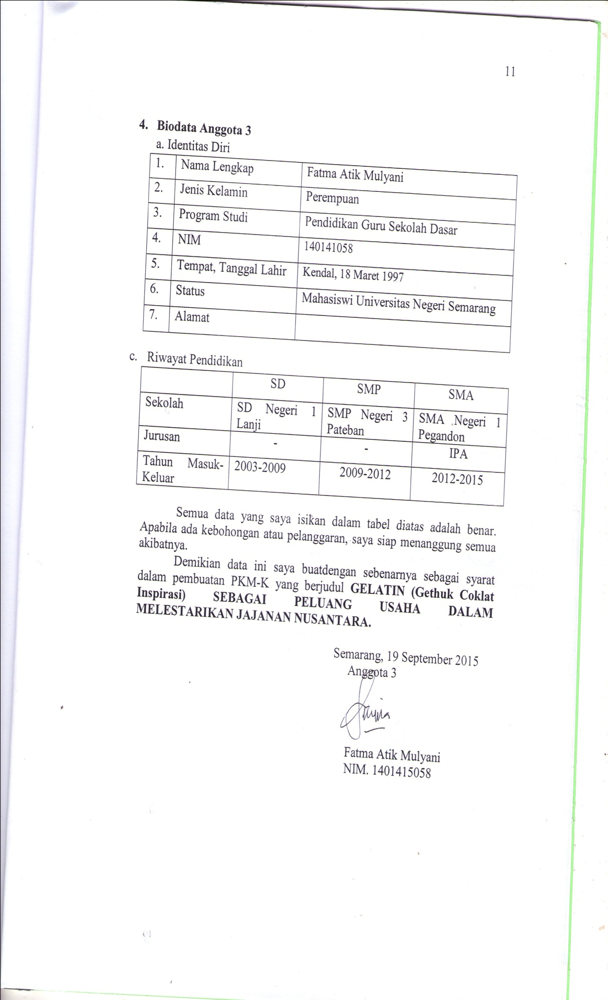 11
4. Biodata Anggota 3
a. Identitas Diri
1. Nama Lengkap Fatma Atik Mulyani
2. Jenis Kelamin Perempuan
3. Program Studi Pendidikan Guru Sekolah Dasar
4. NIM 140141058
5. Tempat, Tanggal Lahir Kendal, 18 Maret 1997
6. Status Mahasiswi Universitas Negeri Semarang
7. Alamat
c. Riwayat Pendidikan
SD SMP SMA
Sekolah SD Negeri 1 Lanji SMP Negeri 3 Pateban SMA Negeri 1 Pegandon
Jurusan - - IPA
Tahun Masuk-Keluar 2003-2009 2009-2012 2012-2015
Semua data yang saya isikan dalam tabel diatas adalah benar.
Apabila ada kebohongan atau pelanggaran, saya siap menanggung semua
akibatnya.
Demikian data ini saya buatdengan sebenarnya sebagai syarat
dalam pembuatan PKM-K yang berjudul GELATIN (Gethuk Coklat
Inspirasi) SEBAGAI PELUANG USAHA DALAM
MELESTARIKAN JAJANAN NUSANTARA.
Semarang, 19 September 2015
Anggota 3
Fatma Atik Mulyani
NIM. 1401415058